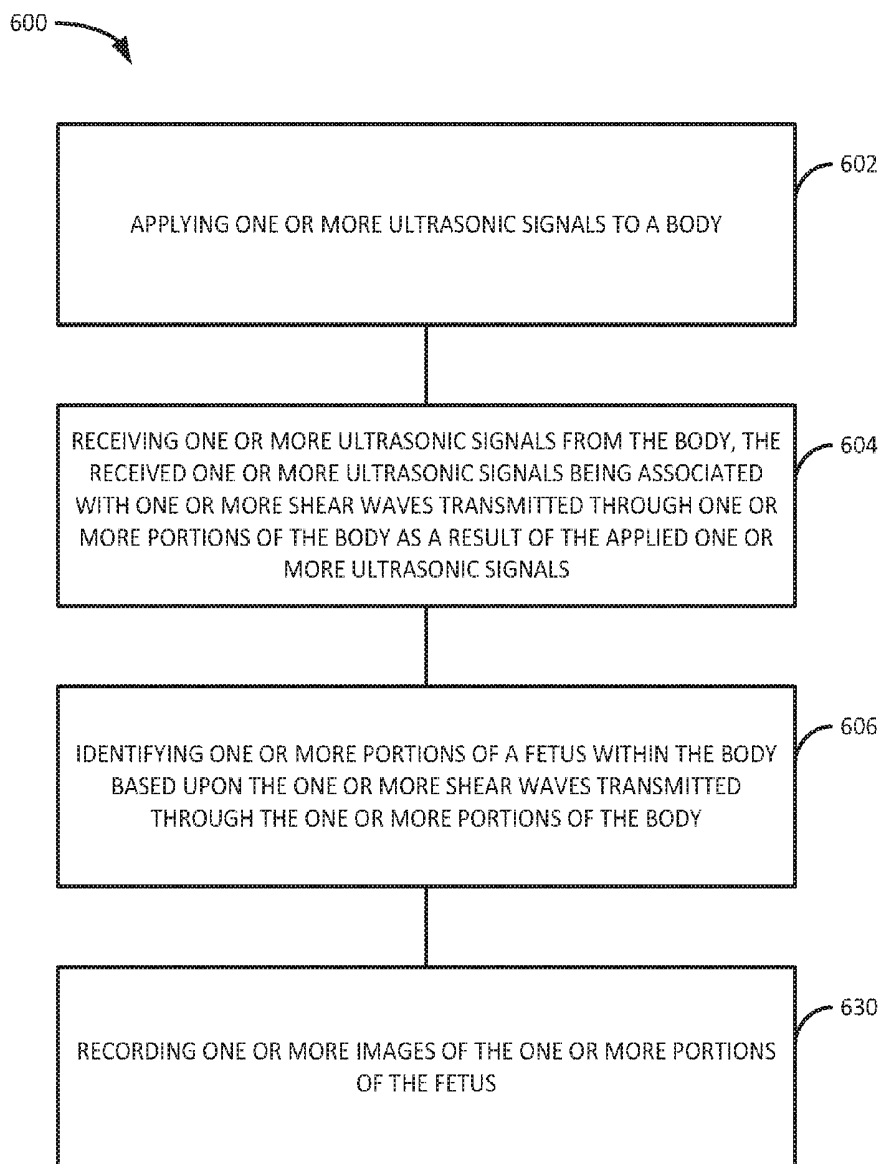 600
602
APPLYING ONE OR MORE ULTRASONIC SIGNALS TO A BODY
RECEIVING ONE OR MORE ULTRASONIC SIGNALS FROM THE BODY, THE
RECEIVED ONE OR MORE ULTRASONIC SIGNALS BEING ASSOCIATED
WITH ONE OR MORE SHEAR WAVES TRANSMITTED THROUGH ONE OR
MORE PORTIONS OF THE BODY AS A RESULT OF THE APPLIED ONE OR
MORE ULTRASONIC SIGNALS
604
IDENTIFYING ONE OR MORE PORTIONS OF A FETUS WITHIN THE BODY
BASED UPON THE ONE OR MORE SHEAR WAVES TRANSMITTED
THROUGH THE ONE OR MORE PORTIONS OF THE BODY
606
RECORDING ONE OR MORE IMAGES OF THE ONE OR MORE PORTIONS
OF THE FETUS
630